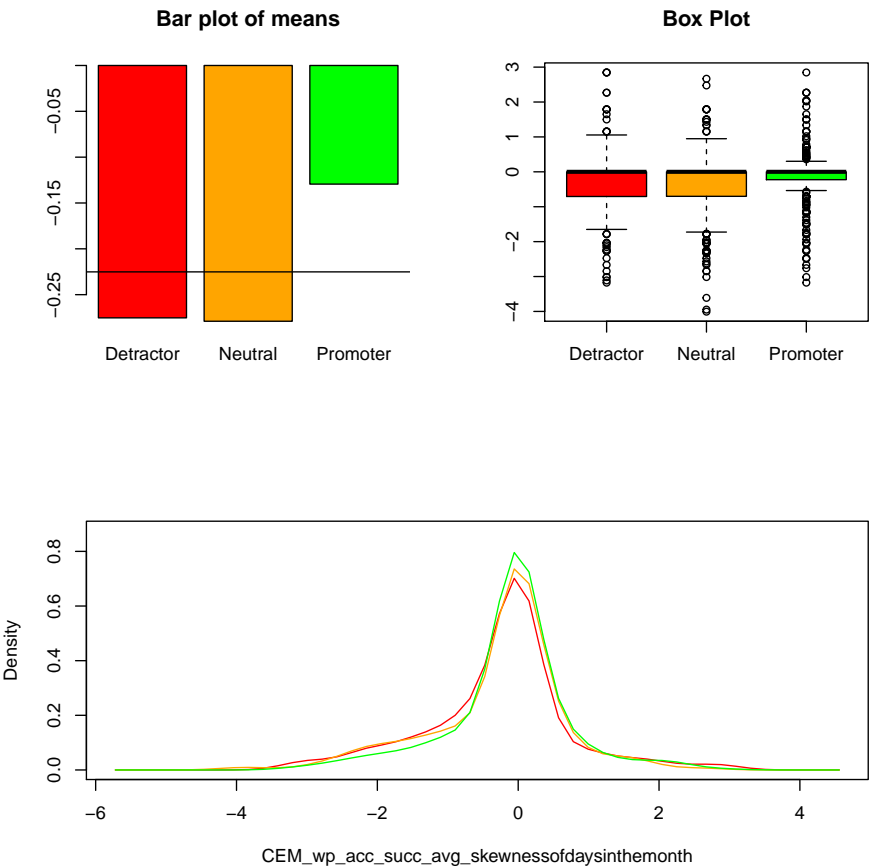 Bar plot of means
−0.05
−0.15
−0.25
Detractor Neutral Promoter
Box Plot
3
2
1
0
−2
−4
Detractor Neutral Promoter
Density
0.8
0.6
0.4
0.2
0.0
−6 −4 −2 0 2 4
CEM_wp_acc_succ_avg_skewnessofdaysinthemonth